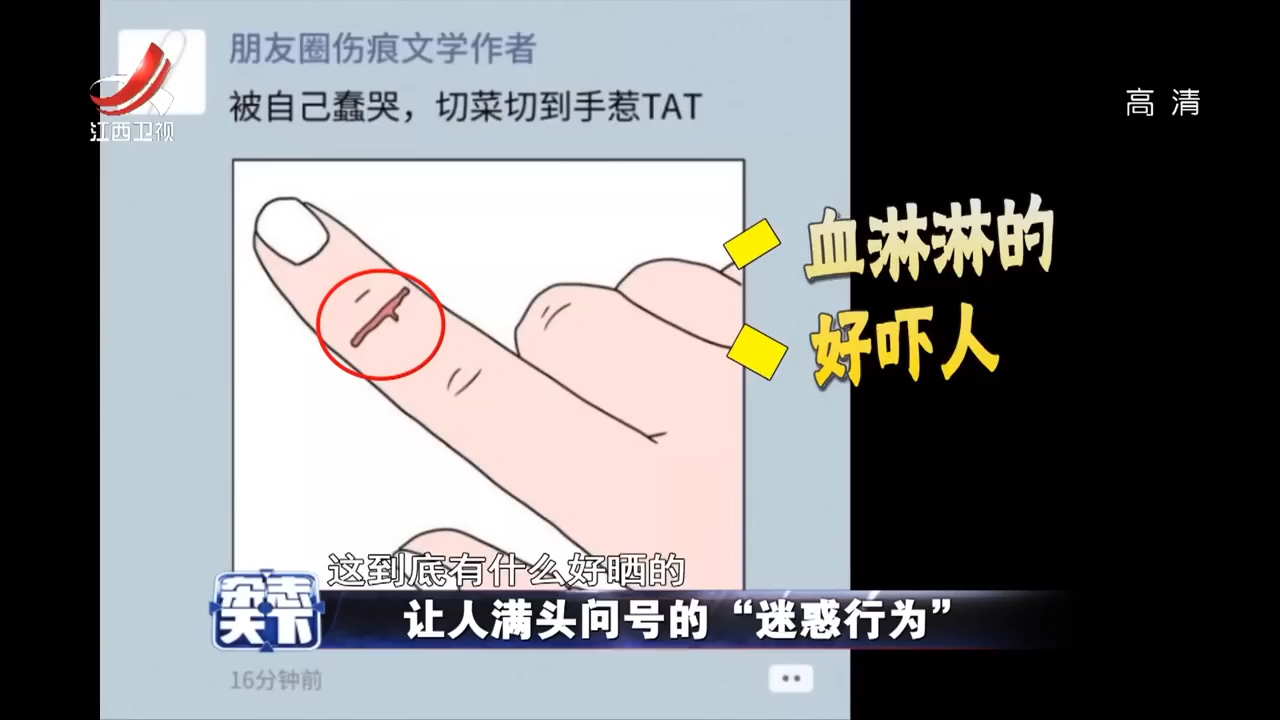 朋友圈伤痕文学作者
被自己蠢哭，切菜切到手惹TAT
江西卫视
高清
血淋淋的
好吓人
这到底有什么好晒的
杂志天下
让人满头问号的“迷惑行为”
16分钟前